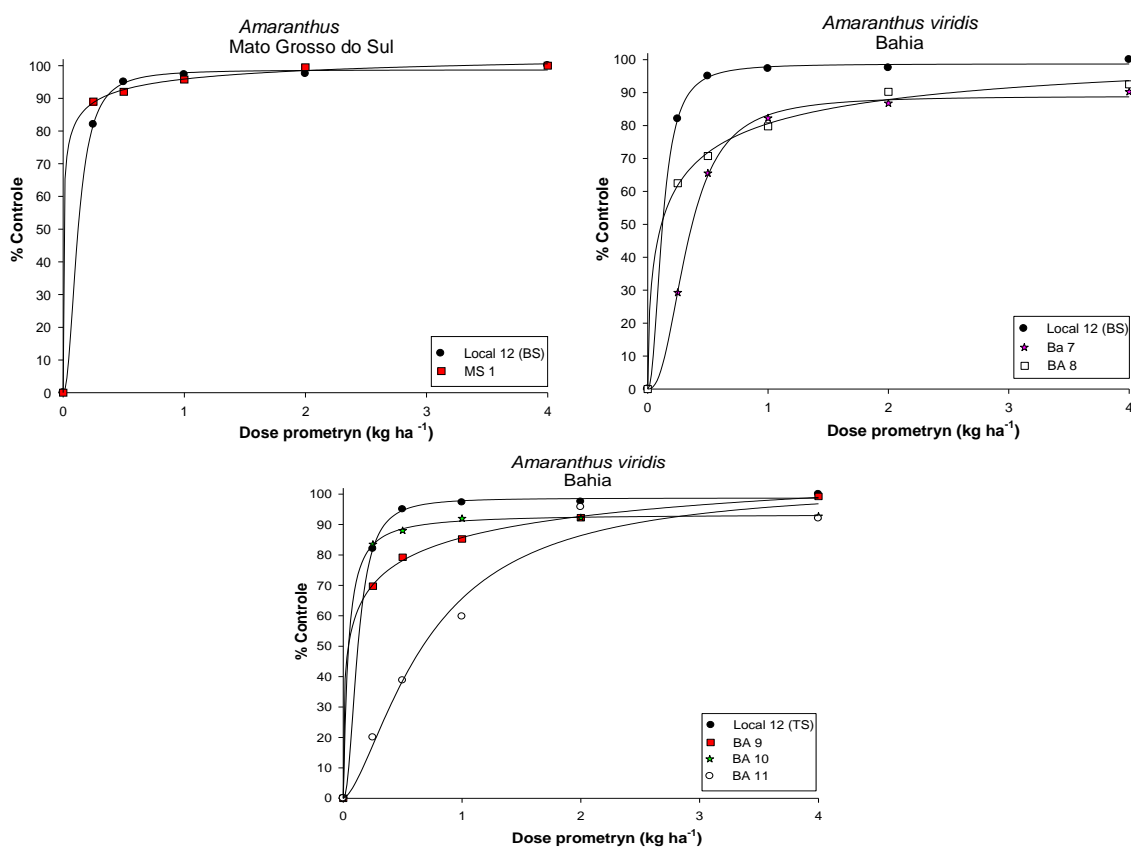 Amaranthus
Mato Grosso do Sul
% Controle
100
90
80
70
60
50
40
30
20
10
0
Local 12 (BS)
MS 1
0 1 2 3 4
Dose prometryn (kg ha⁻¹)
Amaranthus viridis
Bahia
% Controle
100
90
80
70
60
50
40
30
20
10
0
Local 12 (BS)
Ba 7
BA 8
0 1 2 3 4
Dose prometryn (kg ha⁻¹)
Amaranthus viridis
Bahia
% Controle
100
90
80
70
60
50
40
30
20
10
0
Local 12 (TS)
BA 9
BA 10
BA 11
0 1 2 3 4
Dose prometryn (kg ha⁻¹)